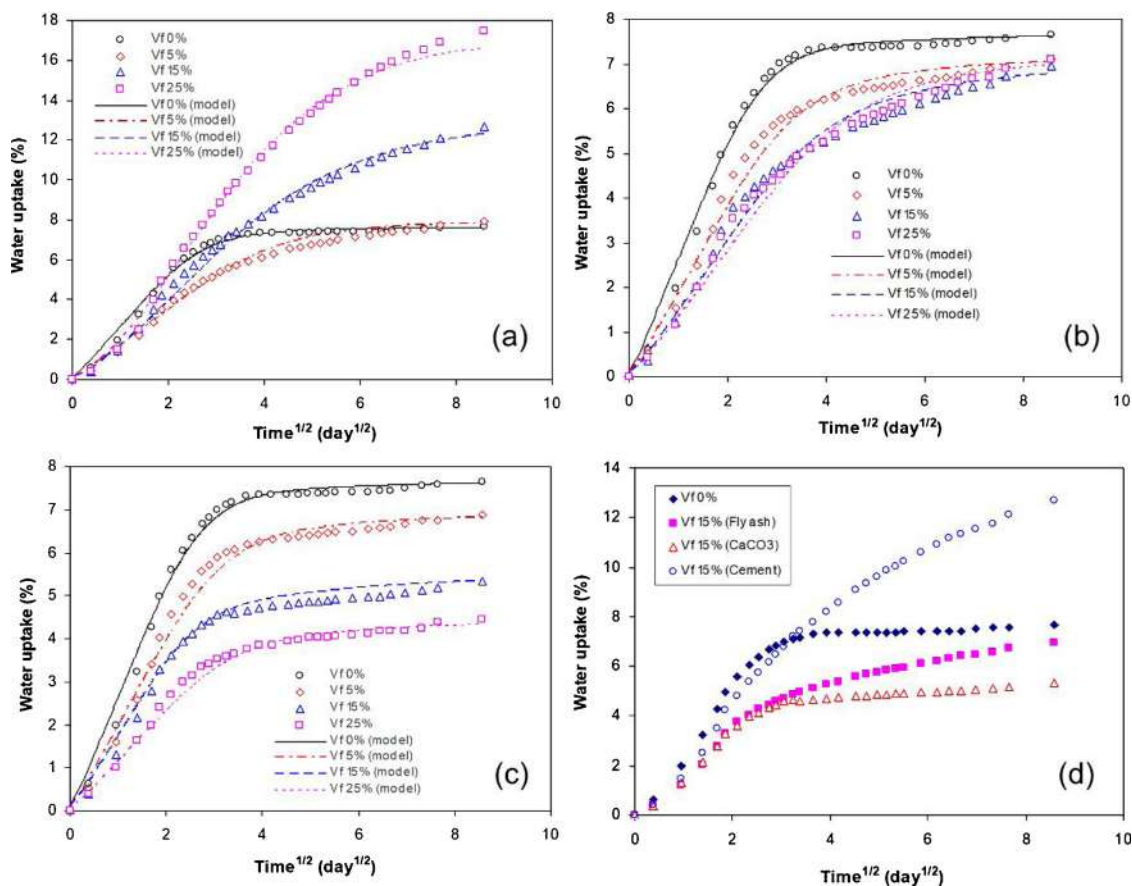 18
16
14
12
10
8
6
4
2
0
Water uptake (%)
Vf 0%
Vf 5%
Vf 15%
Vf 25%
Vf 0% (model)
Vf 5% (model)
Vf 15% (model)
Vf 25% (model)
(a)
0 2 4 6 8 10
Time1/2 (day1/2)
8
7
6
5
4
3
2
1
0
Water uptake (%)
Vf 0%
Vf 5%
Vf 15%
Vf 25%
Vf 0% (model)
Vf 5% (model)
Vf 15% (model)
Vf 25% (model)
(b)
0 2 4 6 8 10
Time1/2 (day1/2)
8
7
6
5
4
3
2
1
0
Water uptake (%)
Vf 0%
Vf 5%
Vf 15%
Vf 25%
Vf 0% (model)
Vf 5% (model)
Vf 15% (model)
Vf 25% (model)
(c)
0 2 4 6 8 10
Time1/2 (day1/2)
14
12
10
8
6
4
2
0
Water uptake (%)
Vf 0%
Vf 15% (Fly ash)
Vf 15% (CaCO3)
Vf 15% (Cement)
(d)
0 2 4 6 8 10
Time1/2 (day1/2)